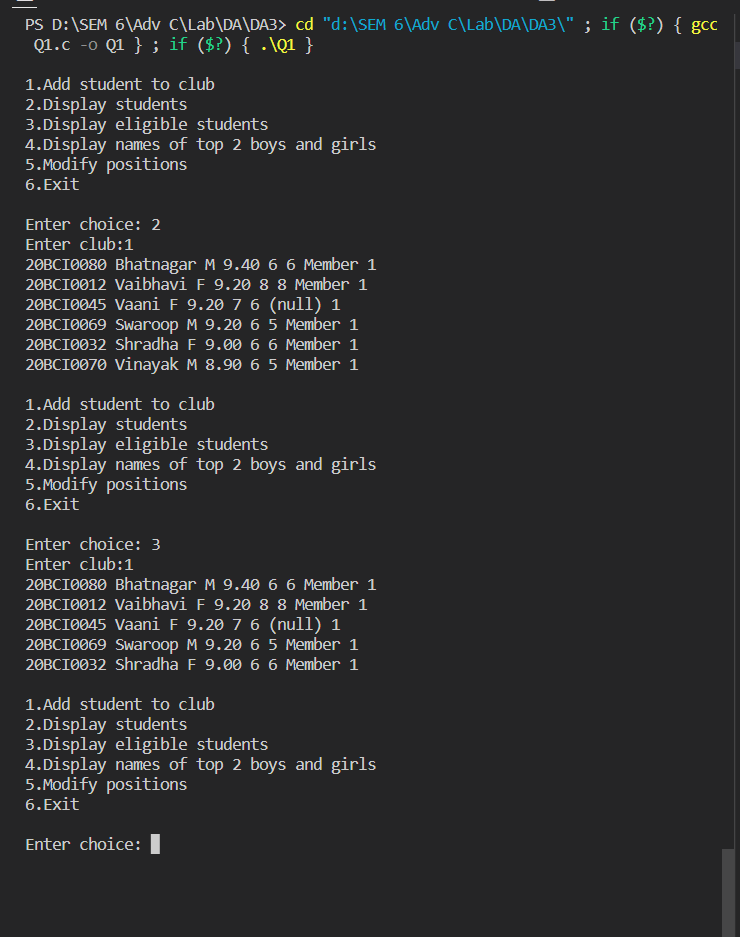 PS D:\SEM 6\Adv C\Lab\DA\DA3> cd "d:\SEM 6\Adv C\Lab\DA\DA3\" ; if ($?) { gcc
 Q1.c -o Q1 } ; if ($?) { .\Q1 }

1.Add student to club
2.Display students
3.Display eligible students
4.Display names of top 2 boys and girls
5.Modify positions
6.Exit

Enter choice: 2
Enter club:1
20BCI0080 Bhatnagar M 9.40 6 6 Member 1
20BCI0012 Vaibhavi F 9.20 8 8 Member 1
20BCI0045 Vaani F 9.20 7 6 (null) 1
20BCI0069 Swaroop M 9.20 6 5 Member 1
20BCI0032 Shradha F 9.00 6 6 Member 1
20BCI0070 Vinayak M 8.90 6 5 Member 1

1.Add student to club
2.Display students
3.Display eligible students
4.Display names of top 2 boys and girls
5.Modify positions
6.Exit

Enter choice: 3
Enter club:1
20BCI0080 Bhatnagar M 9.40 6 6 Member 1
20BCI0012 Vaibhavi F 9.20 8 8 Member 1
20BCI0045 Vaani F 9.20 7 6 (null) 1
20BCI0069 Swaroop M 9.20 6 5 Member 1
20BCI0032 Shradha F 9.00 6 6 Member 1

1.Add student to club
2.Display students
3.Display eligible students
4.Display names of top 2 boys and girls
5.Modify positions
6.Exit

Enter choice: